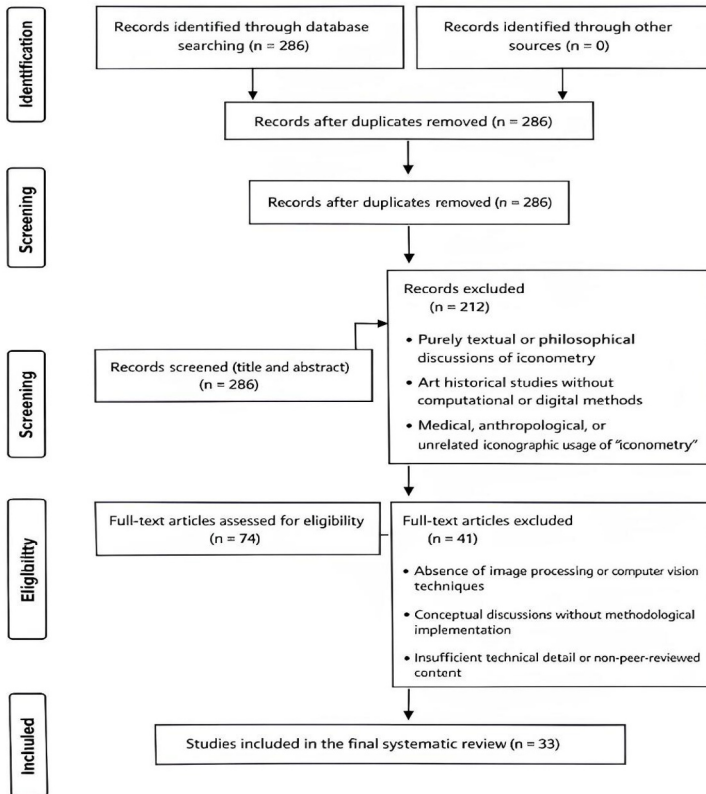 Identification
Records identified through database
searching (n = 286)
Records identified through other
sources (n = 0)
Records after duplicates removed (n = 286)
Screening
Records after duplicates removed (n = 286)
Screening
Records screened (title and abstract)
(n = 286)
Records excluded
(n = 212)
• Purely textual or philosophical
discussions of iconometry
• Art historical studies without
computational or digital methods
• Medical, anthropological, or
unrelated iconographic usage of "iconometry"
Eligibility
Full-text articles assessed for eligibility
(n = 74)
Full-text articles excluded
(n = 41)
• Absence of image processing or computer vision
techniques
• Conceptual discussions without methodological
implementation
• Insufficient technical detail or non-peer-reviewed
content
Included
Studies included in the final systematic review (n = 33)